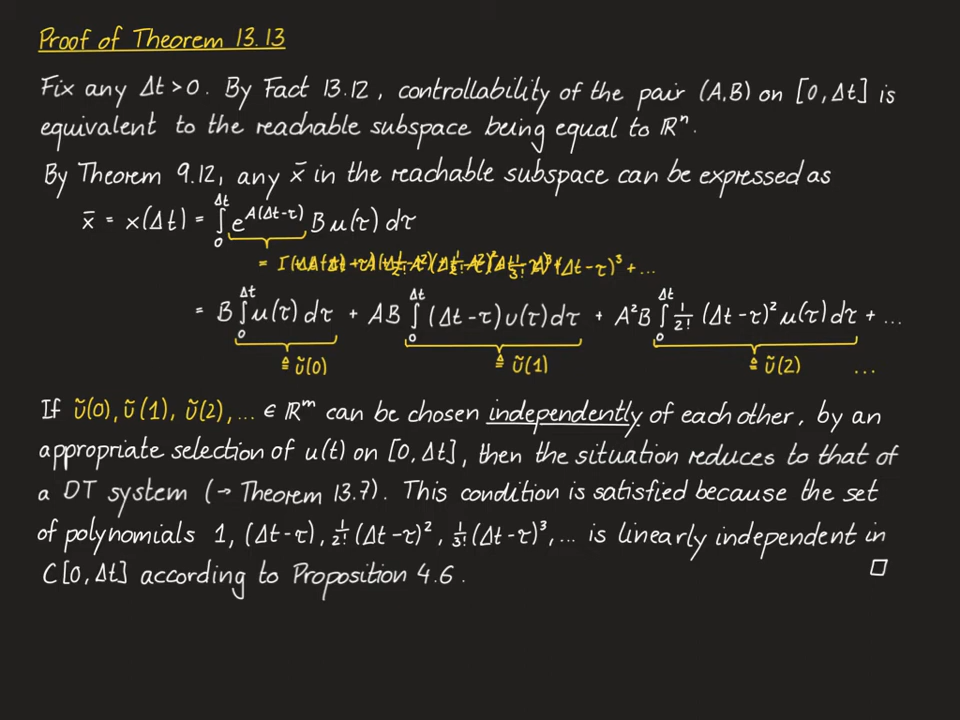 Proof of Theorem 13.13
Fix any Δt > 0. By Fact 13.12, controllability of the pair (A,B) on [0,Δt] is
equivalent to the reachable subspace being equal to ℝⁿ.
By Theorem 9.12, any x̄ in the reachable subspace can be expressed as
x̄ = x(Δt) = ∫₀^Δt e^{A(Δt-τ)} B u(τ) dτ
= I + ... (Δt-τ)³ + ...
= B ∫₀^Δt u(τ) dτ + AB ∫₀^Δt (Δt-τ) u(τ) dτ + A²B ∫₀^Δt 1/2! (Δt-τ)² u(τ) dτ + ...
≜ ũ(0) ≜ ũ(1) ≜ ũ(2) ...
If ũ(0), ũ(1), ũ(2), ... ∈ ℝᵐ can be chosen independently of each other, by an
appropriate selection of u(t) on [0,Δt], then the situation reduces to that of
a DT system (→ Theorem 13.7). This condition is satisfied because the set
of polynomials 1, (Δt-τ), 1/2! (Δt-τ)², 1/3! (Δt-τ)³, ... is linearly independent in
C[0,Δt] according to Proposition 4.6. □